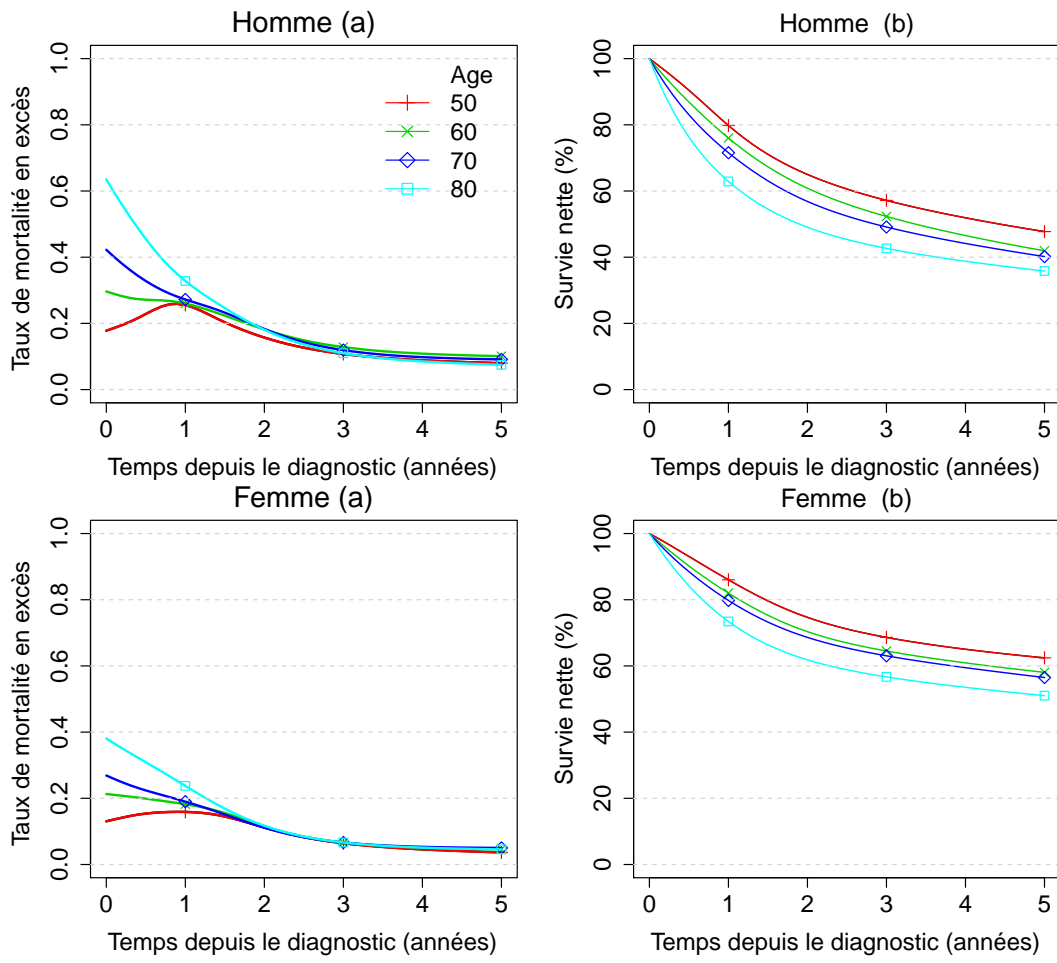 Homme (a)
Taux de mortalité en excès
0.0 0.2 0.4 0.6 0.8 1.0
Age
50
60
70
80
0 1 2 3 4 5
Temps depuis le diagnostic (années)
Homme (b)
Survie nette (%)
0 20 40 60 80 100
0 1 2 3 4 5
Temps depuis le diagnostic (années)
Femme (a)
Taux de mortalité en excès
0.0 0.2 0.4 0.6 0.8 1.0
0 1 2 3 4 5
Temps depuis le diagnostic (années)
Femme (b)
Survie nette (%)
0 20 40 60 80 100
0 1 2 3 4 5
Temps depuis le diagnostic (années)